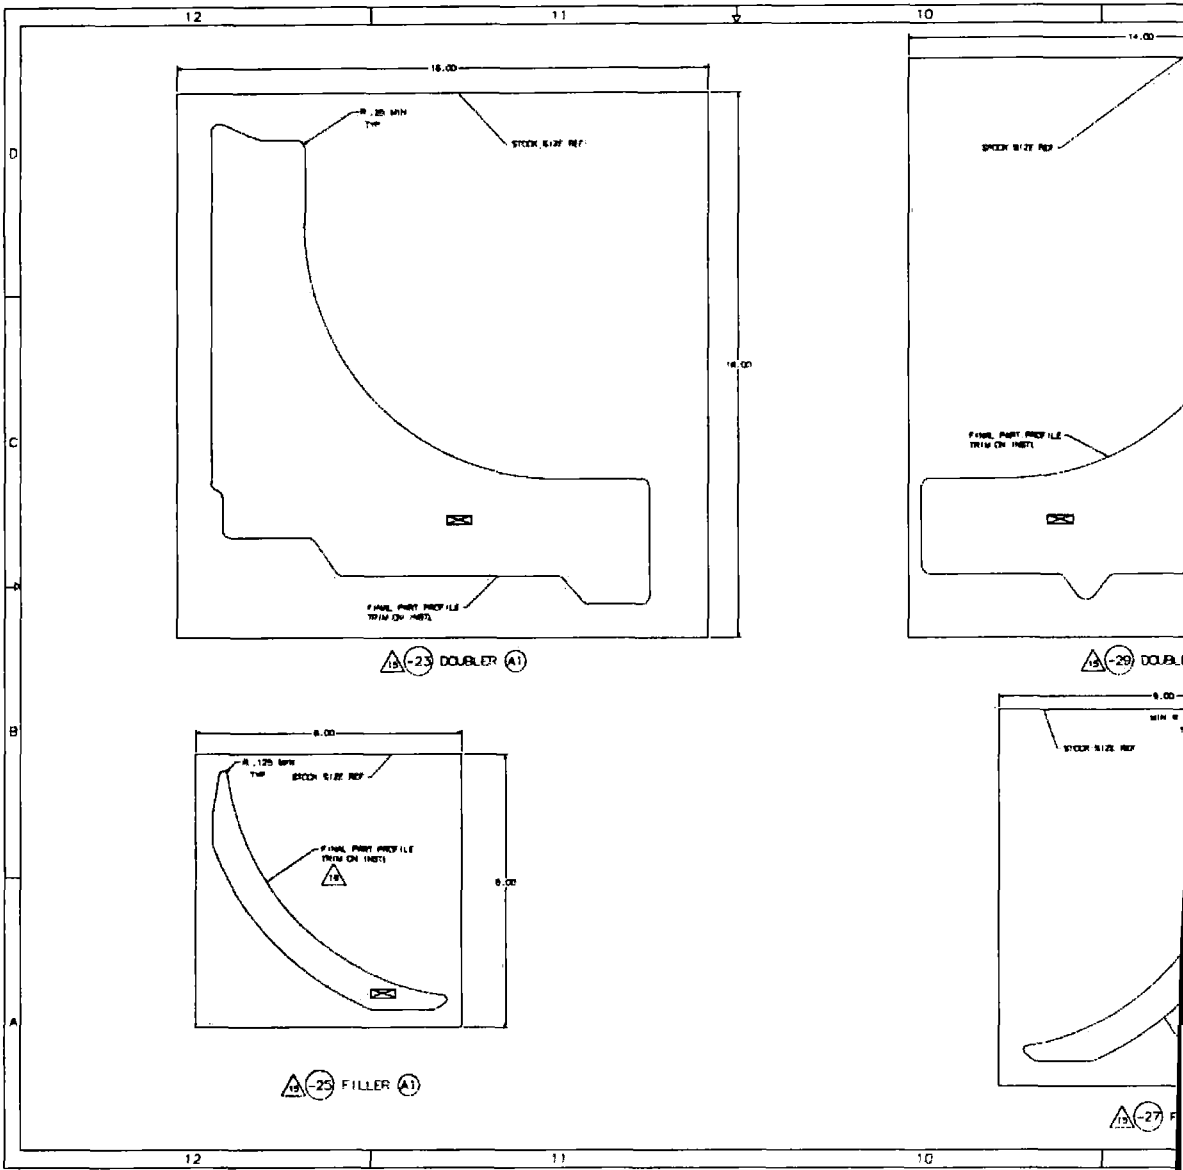 12
11
10
16.00
14.00
R .25 MIN
TYP
STOCK SIZE REF
STOCK SIZE REF
D
16.00
C
FINAL PART PROFILE
TRIM ON INSTL
FINAL PART PROFILE
TRIM ON INSTL
15 -23 DOUBLER A1
15 -29 DOUBLE
8.00
B
MIN R
STOCK SIZE REF
R .125 MIN
TYP
STOCK SIZE REF
FINAL PART PROFILE
TRIM ON INSTL
8.00
A
15 -25 FILLER A1
15 -27 F
12
11
10